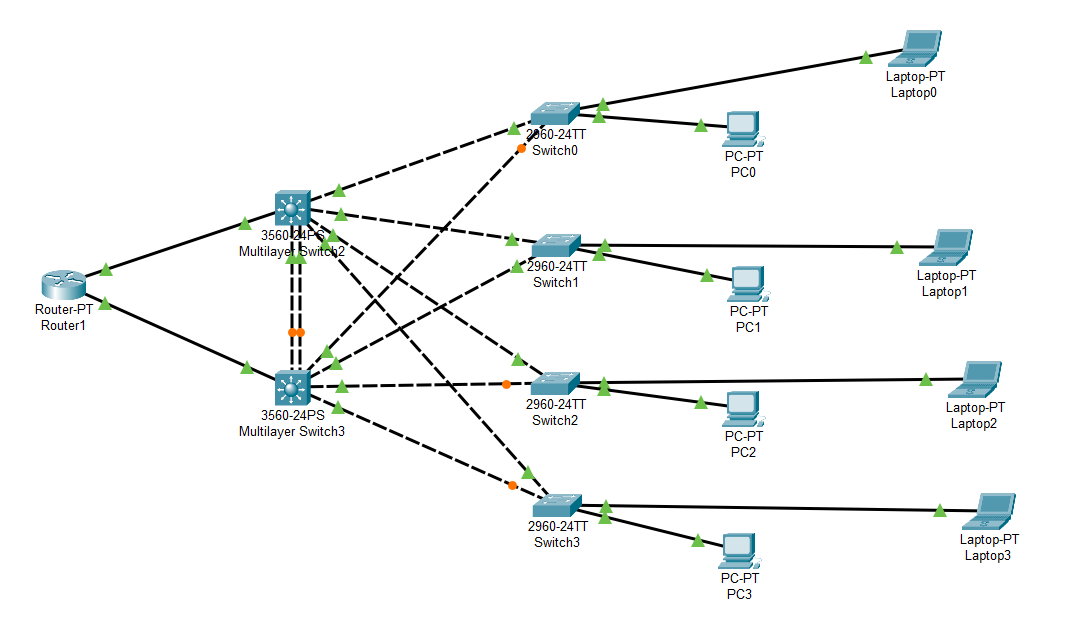 Laptop-PT
Laptop0
2960-24TT
Switch0
PC-PT
PC0
3560-24PS
Multilayer Switch2
2960-24TT
Switch1
Laptop-PT
Laptop1
Router-PT
Router1
PC-PT
PC1
3560-24PS
Multilayer Switch3
2960-24TT
Switch2
Laptop-PT
Laptop2
PC-PT
PC2
2960-24TT
Switch3
Laptop-PT
Laptop3
PC-PT
PC3